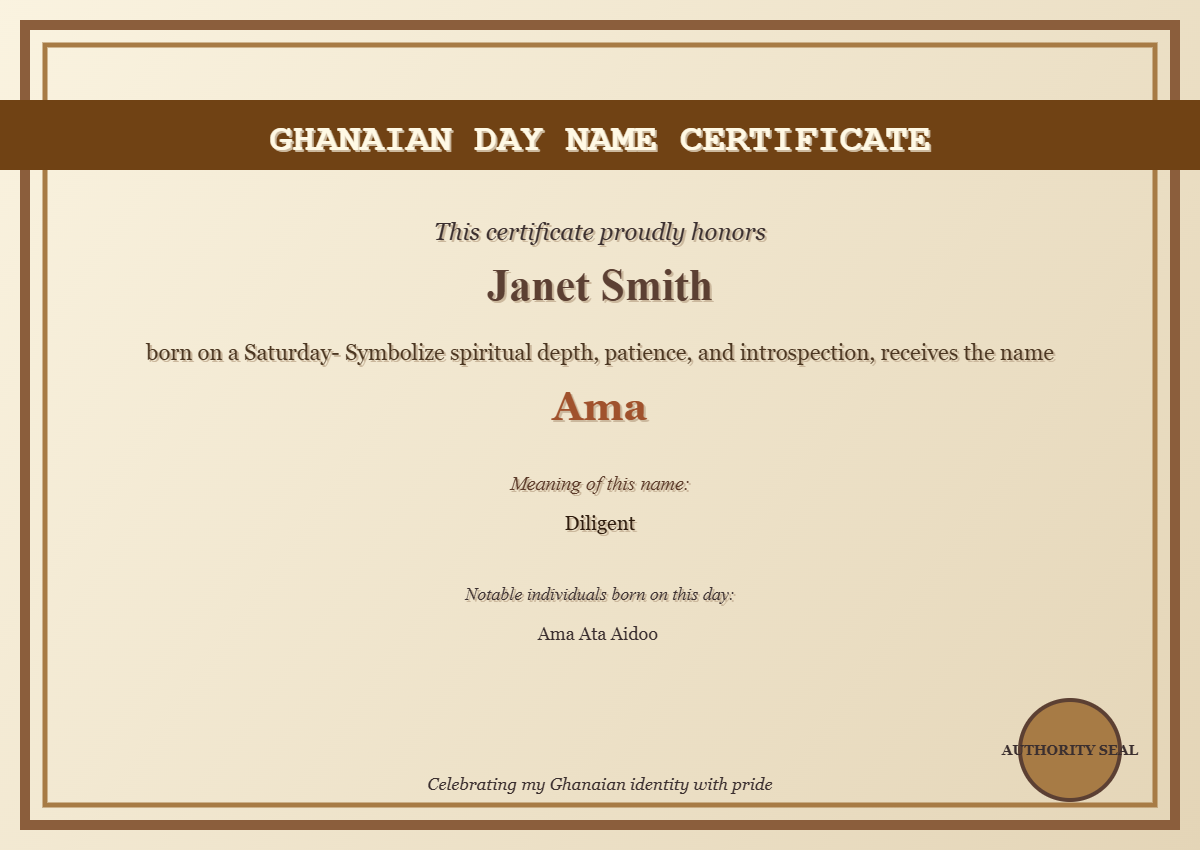 GHANAIAN DAY NAME CERTIFICATE
This certificate proudly honors
Janet Smith
born on a Saturday- Symbolize spiritual depth, patience, and introspection, receives the name
Ama
Meaning of this name:
Diligent
Notable individuals born on this day:
Ama Ata Aidoo
AUTHORITY SEAL
Celebrating my Ghanaian identity with pride